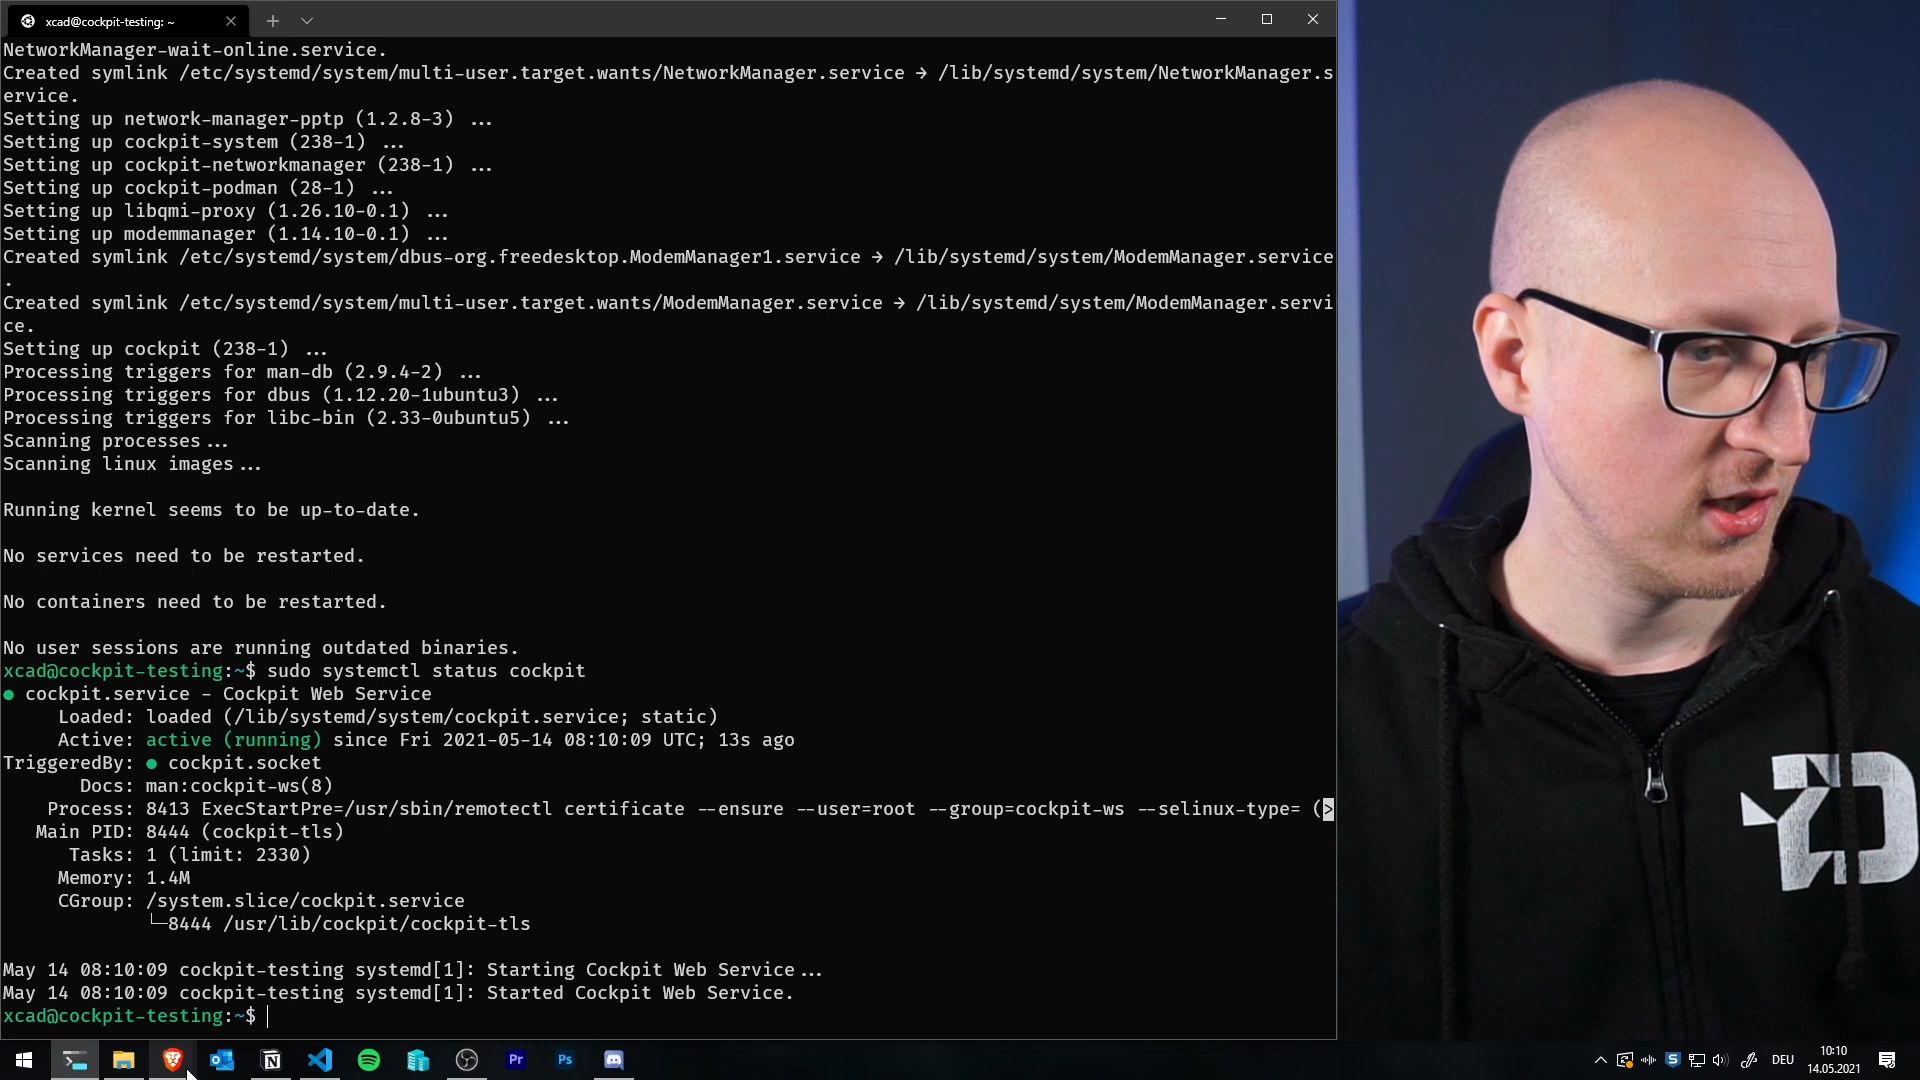 xcad@cockpit-testing: ~
NetworkManager-wait-online.service.
Created symlink /etc/systemd/system/multi-user.target.wants/NetworkManager.service → /lib/systemd/system/NetworkManager.s
ervice.
Setting up network-manager-pptp (1.2.8-3) ...
Setting up cockpit-system (238-1) ...
Setting up cockpit-networkmanager (238-1) ...
Setting up cockpit-podman (28-1) ...
Setting up libqmi-proxy (1.26.10-0.1) ...
Setting up modemmanager (1.14.10-0.1) ...
Created symlink /etc/systemd/system/dbus-org.freedesktop.ModemManager1.service → /lib/systemd/system/ModemManager.service
.
Created symlink /etc/systemd/system/multi-user.target.wants/ModemManager.service → /lib/systemd/system/ModemManager.servi
ce.
Setting up cockpit (238-1) ...
Processing triggers for man-db (2.9.4-2) ...
Processing triggers for dbus (1.12.20-1ubuntu3) ...
Processing triggers for libc-bin (2.33-0ubuntu5) ...
Scanning processes...
Scanning linux images...
Running kernel seems to be up-to-date.
No services need to be restarted.
No containers need to be restarted.
No user sessions are running outdated binaries.
xcad@cockpit-testing:~$ sudo systemctl status cockpit
● cockpit.service - Cockpit Web Service
Loaded: loaded (/lib/systemd/system/cockpit.service; static)
Active: active (running) since Fri 2021-05-14 08:10:09 UTC; 13s ago
TriggeredBy: ● cockpit.socket
Docs: man:cockpit-ws(8)
Process: 8413 ExecStartPre=/usr/sbin/remotectl certificate --ensure --user=root --group=cockpit-ws --selinux-type= (>
Main PID: 8444 (cockpit-tls)
Tasks: 1 (limit: 2330)
Memory: 1.4M
CGroup: /system.slice/cockpit.service
└─8444 /usr/lib/cockpit/cockpit-tls
May 14 08:10:09 cockpit-testing systemd[1]: Starting Cockpit Web Service...
May 14 08:10:09 cockpit-testing systemd[1]: Started Cockpit Web Service.
xcad@cockpit-testing:~$
Pr
Ps
DEU
10:10
14.05.2021